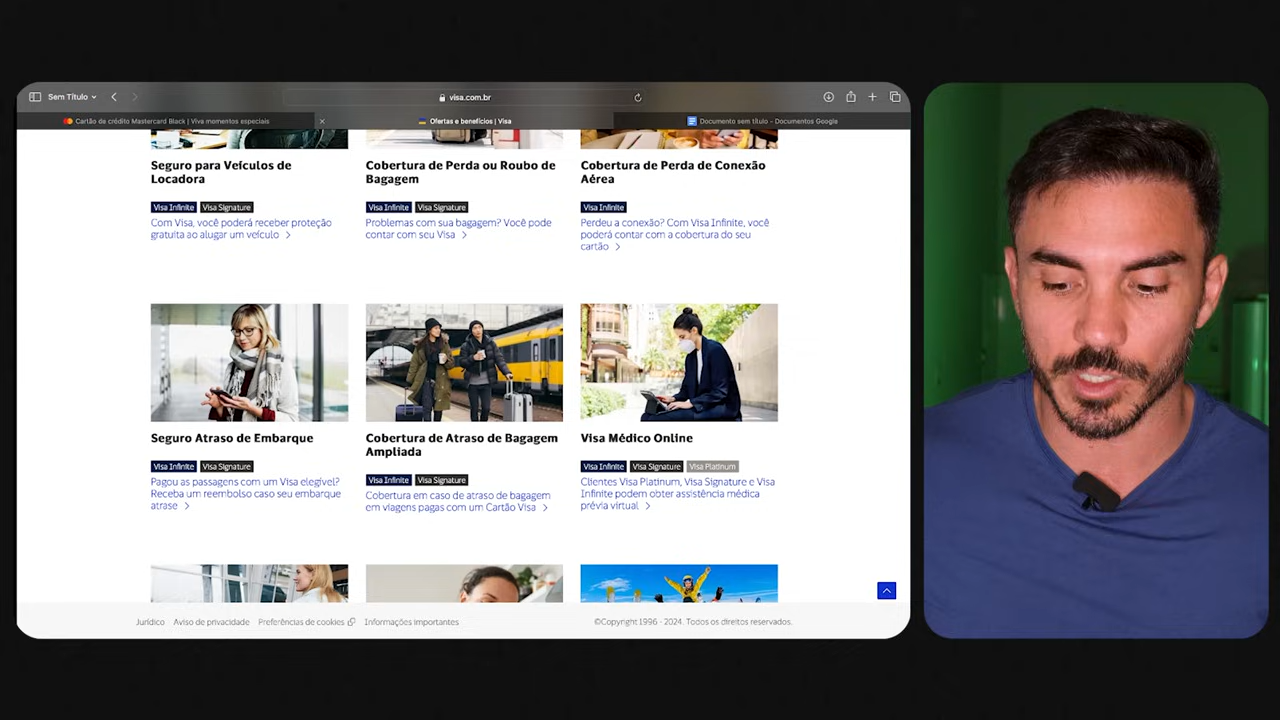 Sem Título
visa.com.br
Cartão de crédito Mastercard Black | Viva momentos especiais
Ofertas e benefícios | Visa
Documento sem título - Documentos Google
Seguro para Veículos de
Locadora
Visa Infinite Visa Signature
Com Visa, você poderá receber proteção
gratuita ao alugar um veículo >
Cobertura de Perda ou Roubo de
Bagagem
Visa Infinite Visa Signature
Problemas com sua bagagem? Você pode
contar com seu Visa >
Cobertura de Perda de Conexão
Aérea
Visa Infinite
Perdeu a conexão? Com Visa Infinite, você
poderá contar com a cobertura do seu
cartão >
Seguro Atraso de Embarque
Visa Infinite Visa Signature
Pagou as passagens com um Visa elegível?
Receba um reembolso caso seu embarque
atrase >
Cobertura de Atraso de Bagagem
Ampliada
Visa Infinite Visa Signature
Cobertura em caso de atraso de bagagem
em viagens pagas com um Cartão Visa >
Visa Médico Online
Visa Infinite Visa Signature Visa Platinum
Clientes Visa Platinum, Visa Signature e Visa
Infinite podem obter assistência médica
prévia virtual >
Jurídico Aviso de privacidade Preferências de cookies Informações importantes
©Copyright 1996 - 2024. Todos os direitos reservados.